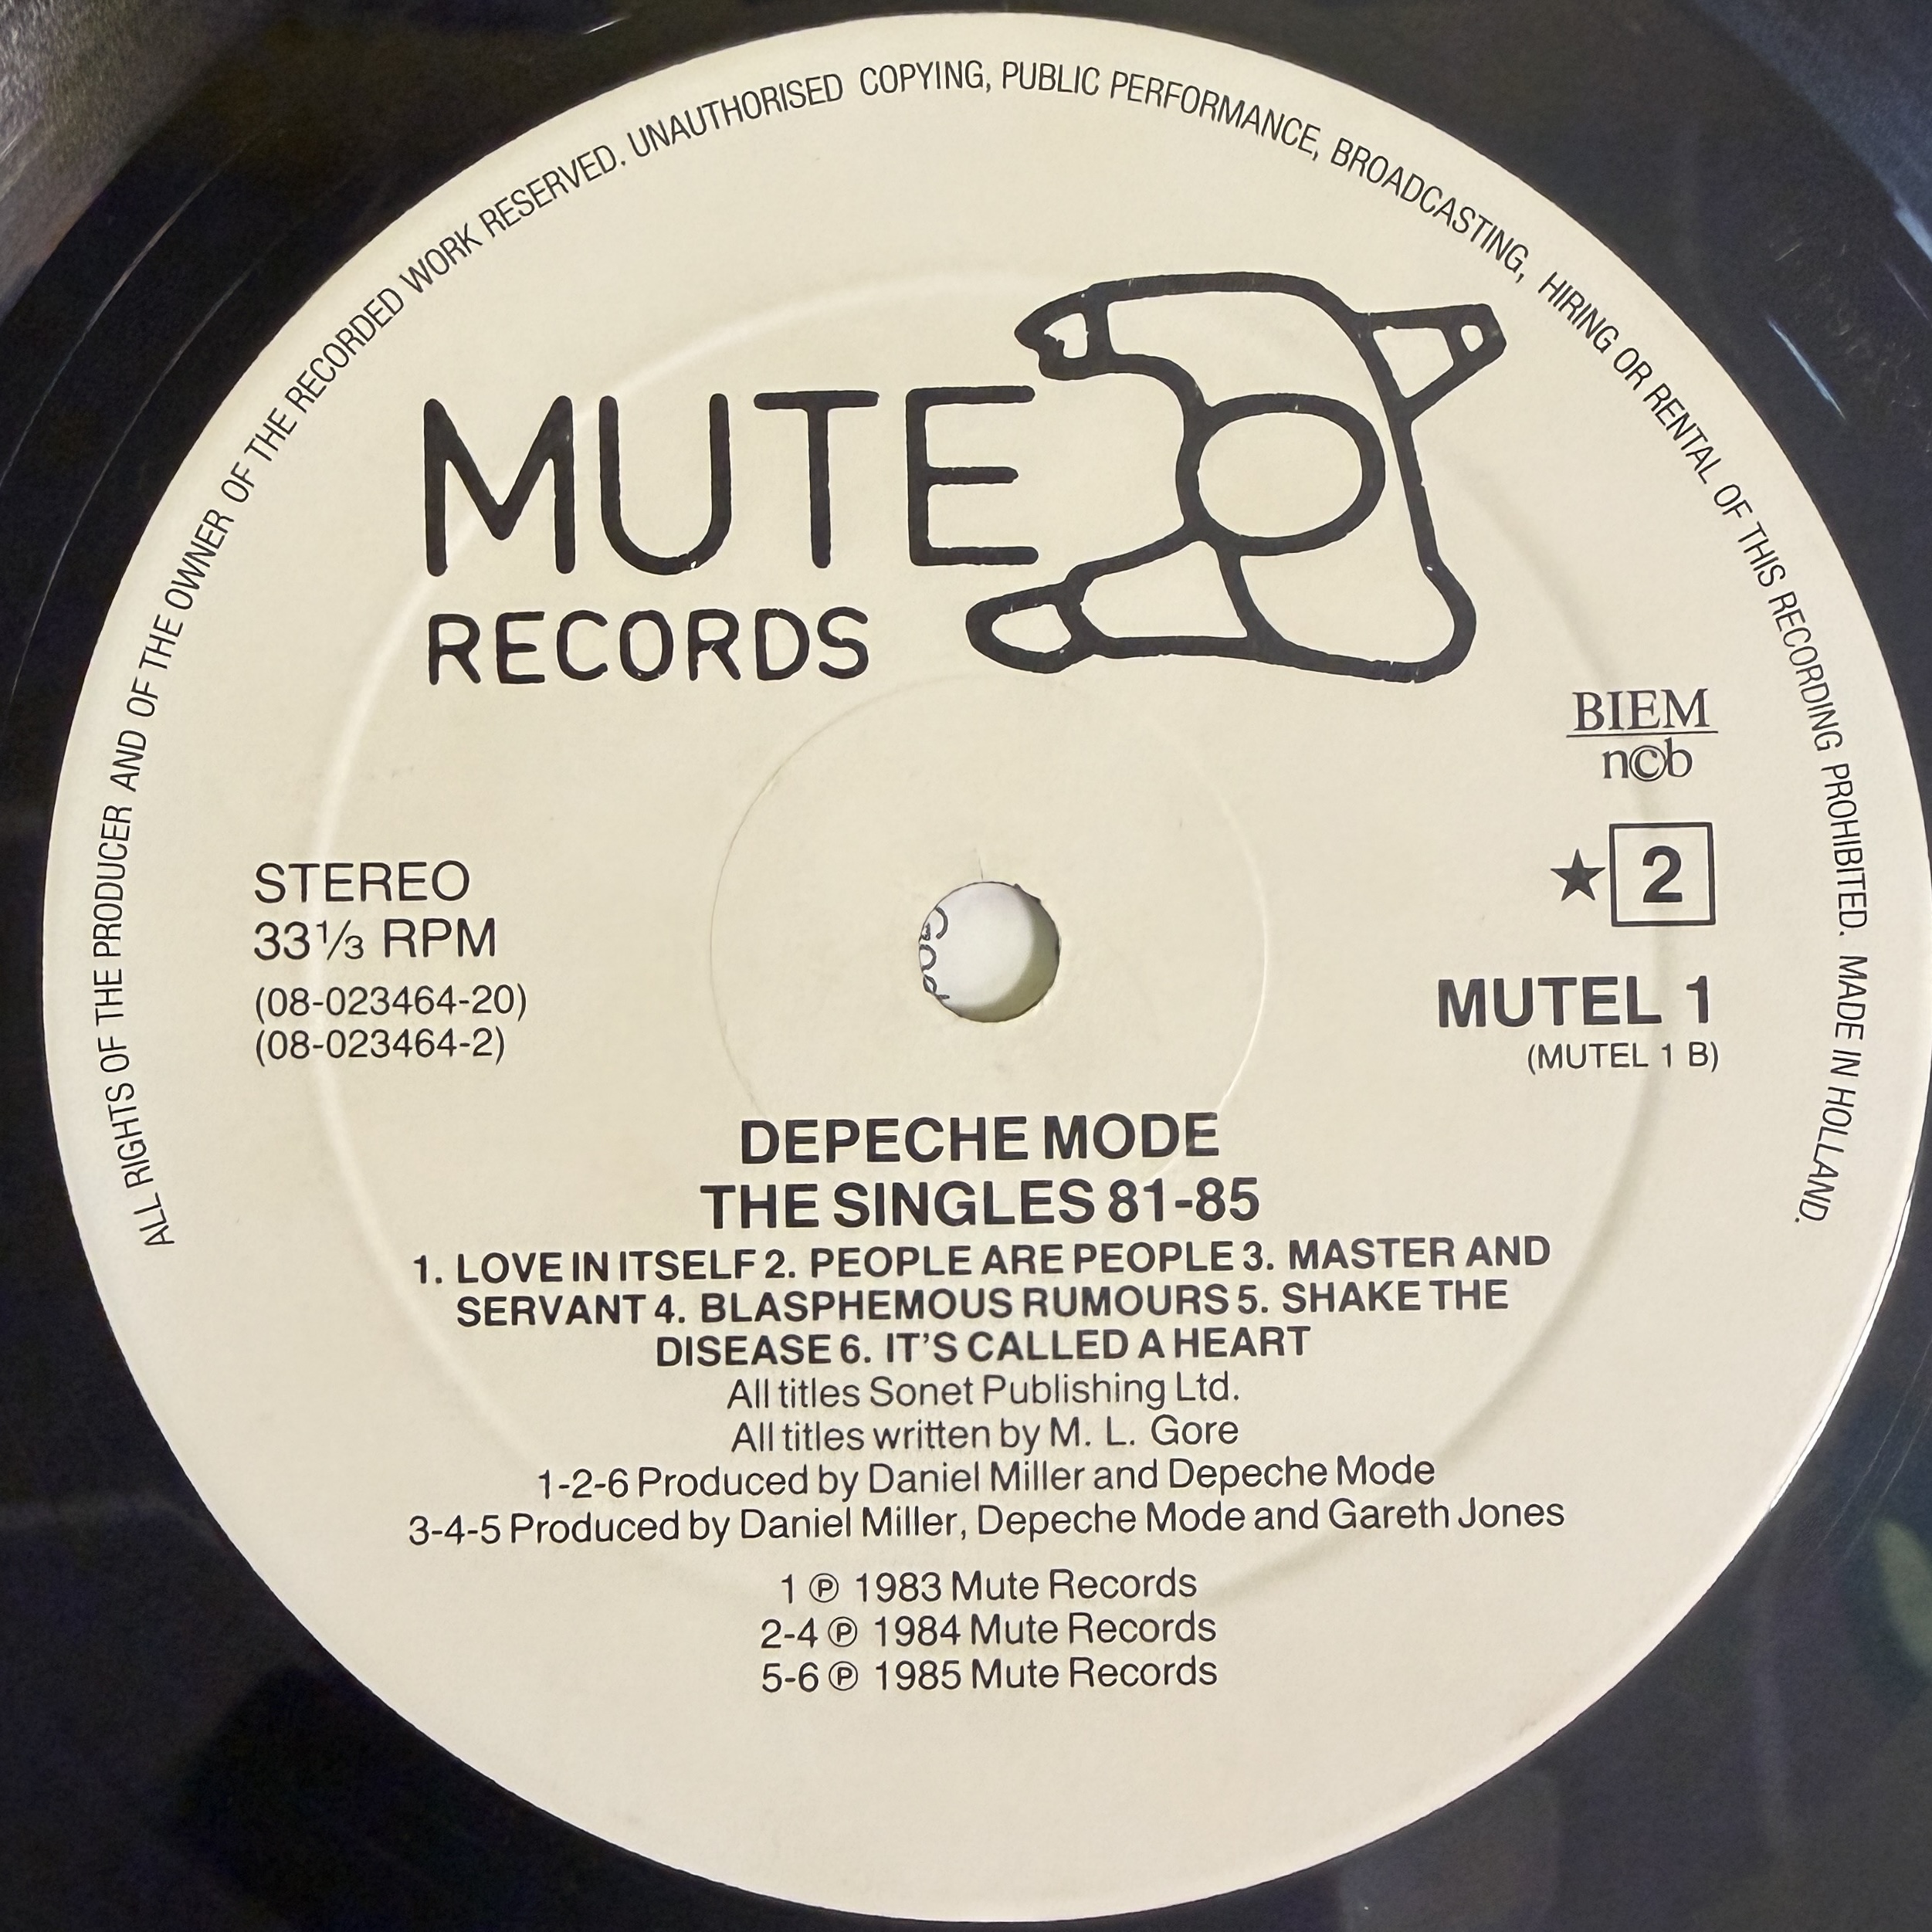 ALL RIGHTS OF THE PRODUCER AND OF THE OWNER OF THE RECORDED WORK RESERVED. UNAUTHORISED COPYING, PUBLIC PERFORMANCE, BROADCASTING, HIRING OR RENTAL OF THIS RECORDING PROHIBITED. MADE IN HOLLAND.
MUTE
RECORDS
BIEM
n©b
STEREO
33⅓ RPM
(08-023464-20)
(08-023464-2)
★ 2
MUTEL 1
(MUTEL 1 B)
DEPECHE MODE
THE SINGLES 81-85
1. LOVE IN ITSELF 2. PEOPLE ARE PEOPLE 3. MASTER AND
SERVANT 4. BLASPHEMOUS RUMOURS 5. SHAKE THE
DISEASE 6. IT'S CALLED A HEART
All titles Sonet Publishing Ltd.
All titles written by M. L. Gore
1-2-6 Produced by Daniel Miller and Depeche Mode
3-4-5 Produced by Daniel Miller, Depeche Mode and Gareth Jones
1 ℗ 1983 Mute Records
2-4 ℗ 1984 Mute Records
5-6 ℗ 1985 Mute Records